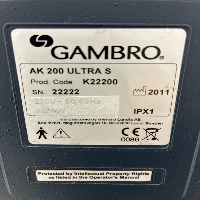 GAMBRO®
AK 200 ULTRA S
Prod. Code K22200
SN 22222
2011
230V~ 50/60Hz
IPX1
0086
Protected by Intellectual Property Rights
as listed in the Operator's Manual